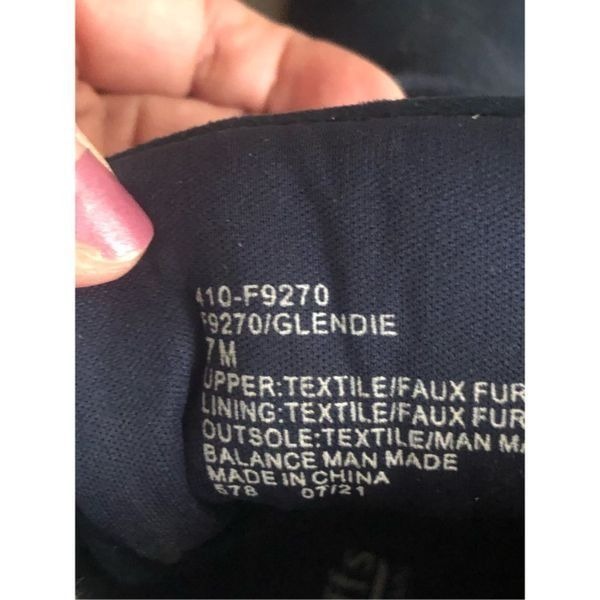 410-F9270
F9270/GLENDIE
7M
UPPER:TEXTILE/FAUX FUR
LINING:TEXTILE/FAUX FUR
OUTSOLE:TEXTILE/MAN MA
BALANCE MAN MADE
MADE IN CHINA
578 07/21